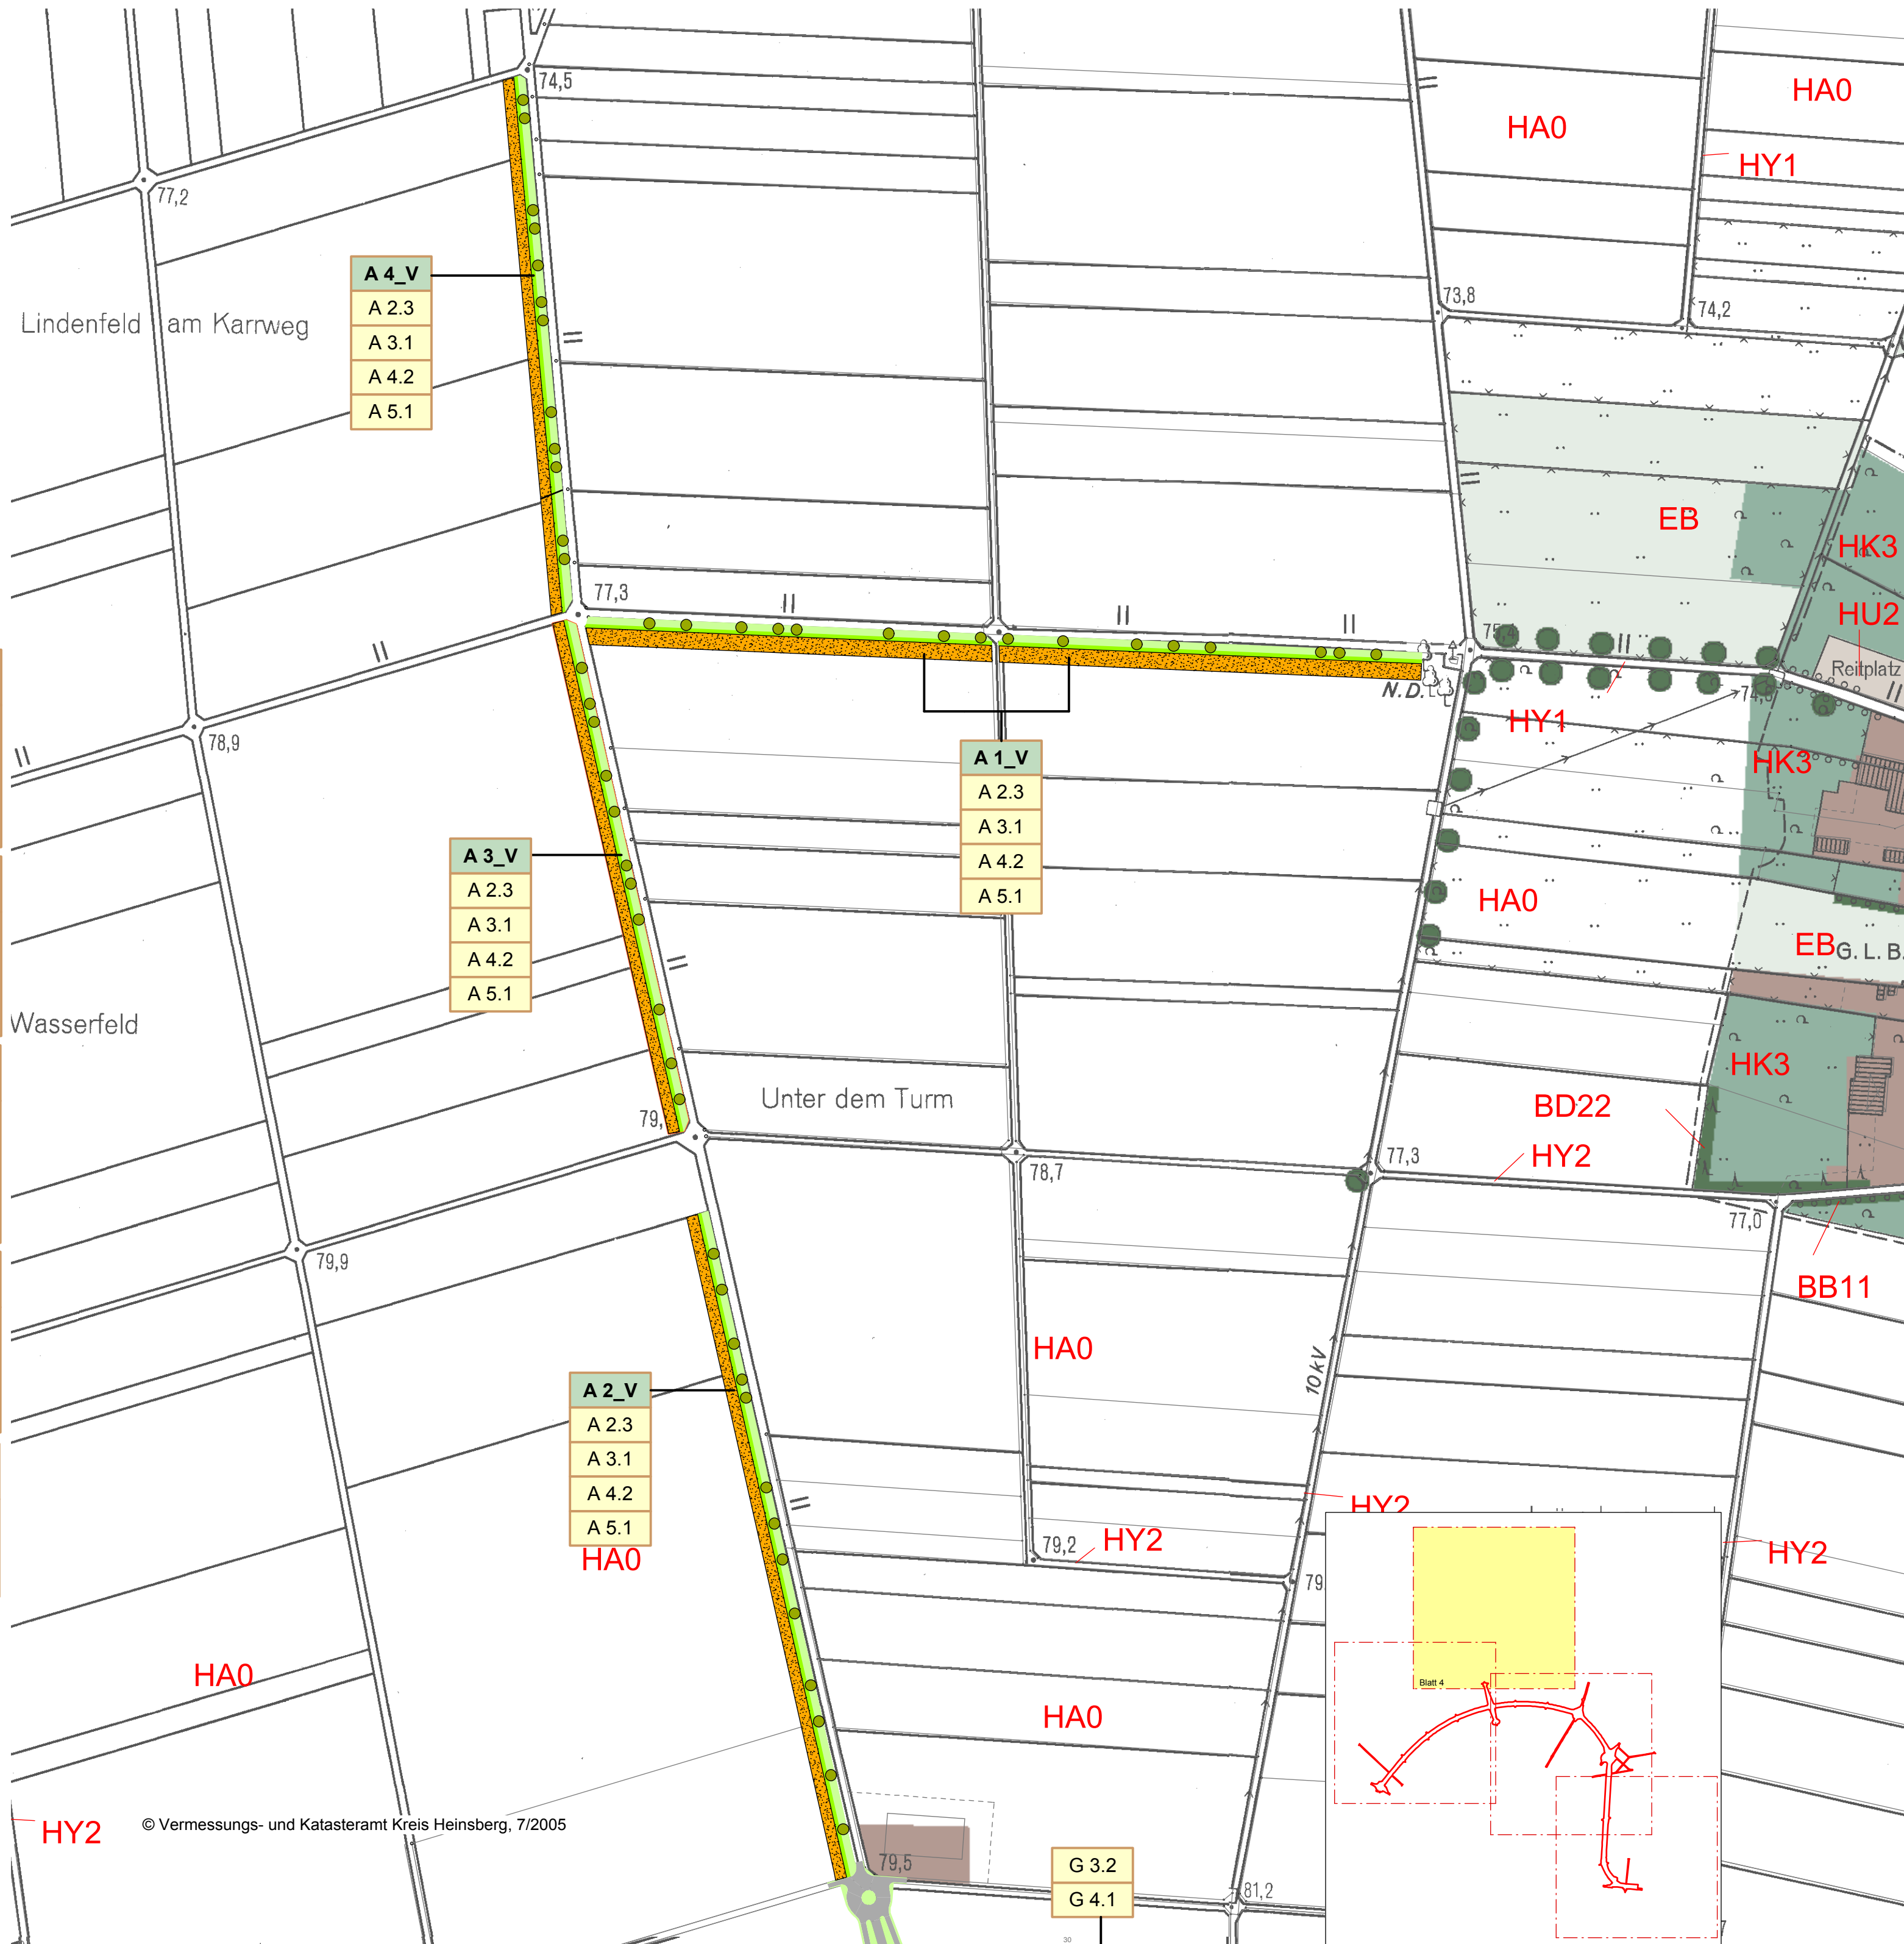 74,5
HA0
HA0
HY1
77,2
A 4_V
A 2.3
A 3.1
A 4.2
A 5.1
73,8
74,2
Lindenfeld am Karrweg
EB
HK3
77,3
HU2
Reitplatz
N.D.
HY1
78,9
A 1_V
A 2.3
A 3.1
A 4.2
A 5.1
HK3
A 3_V
A 2.3
A 3.1
A 4.2
A 5.1
HA0
EB
G. L. B.
Wasserfeld
HK3
Unter dem Turm
BD22
79,
78,7
77,3
HY2
77,0
79,9
BB11
HA0
10 kV
A 2_V
A 2.3
A 3.1
A 4.2
A 5.1
HA0
HY2
79,2
HY2
HY2
79
HA0
Blatt 4
HA0
HY2
© Vermessungs- und Katasteramt Kreis Heinsberg, 7/2005
79,5
G 3.2
G 4.1
81,2
30
7